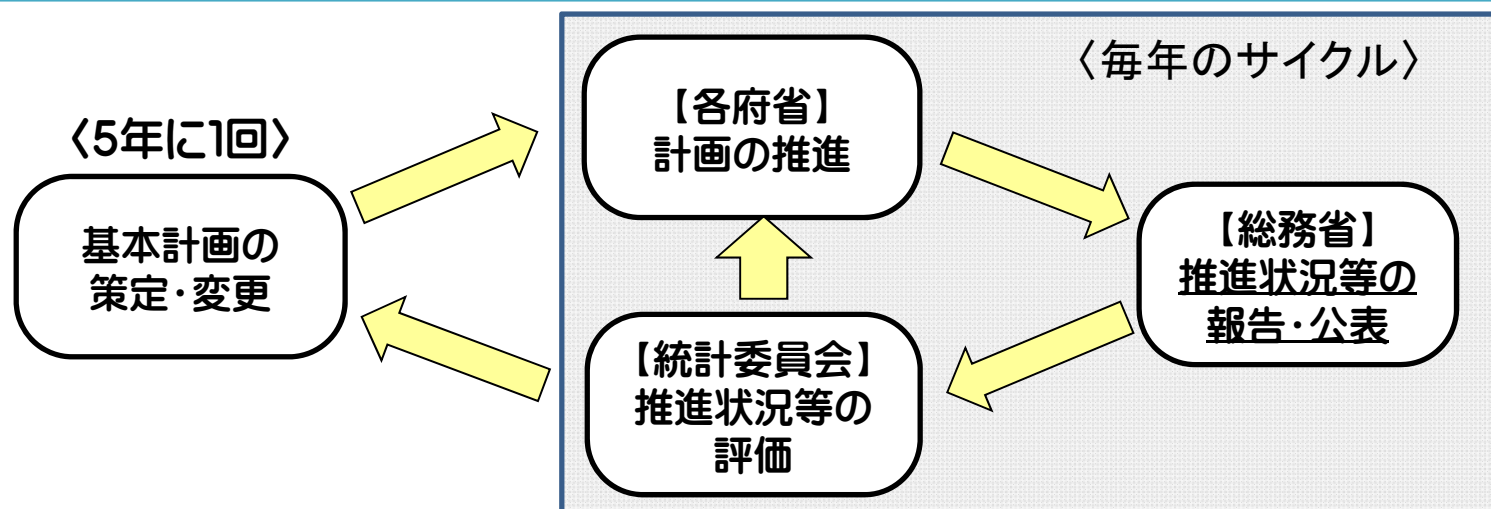 〈毎年のサイクル〉
〈5年に1回〉
基本計画の
策定・変更
【各府省】
計画の推進
【総務省】
推進状況等の
報告・公表
【統計委員会】
推進状況等の
評価